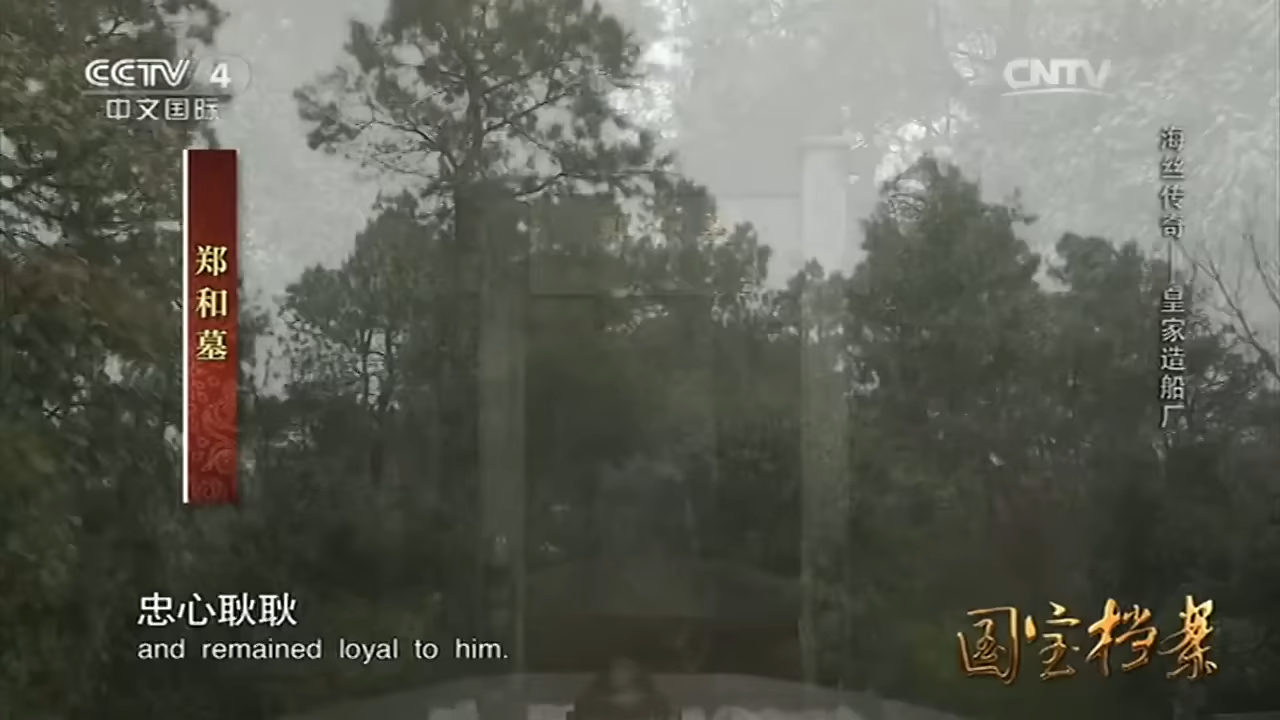 CCTV 4
中文国际
CNTV
郑和墓
海丝传奇—皇家造船厂
忠心耿耿
and remained loyal to him.
国宝档案